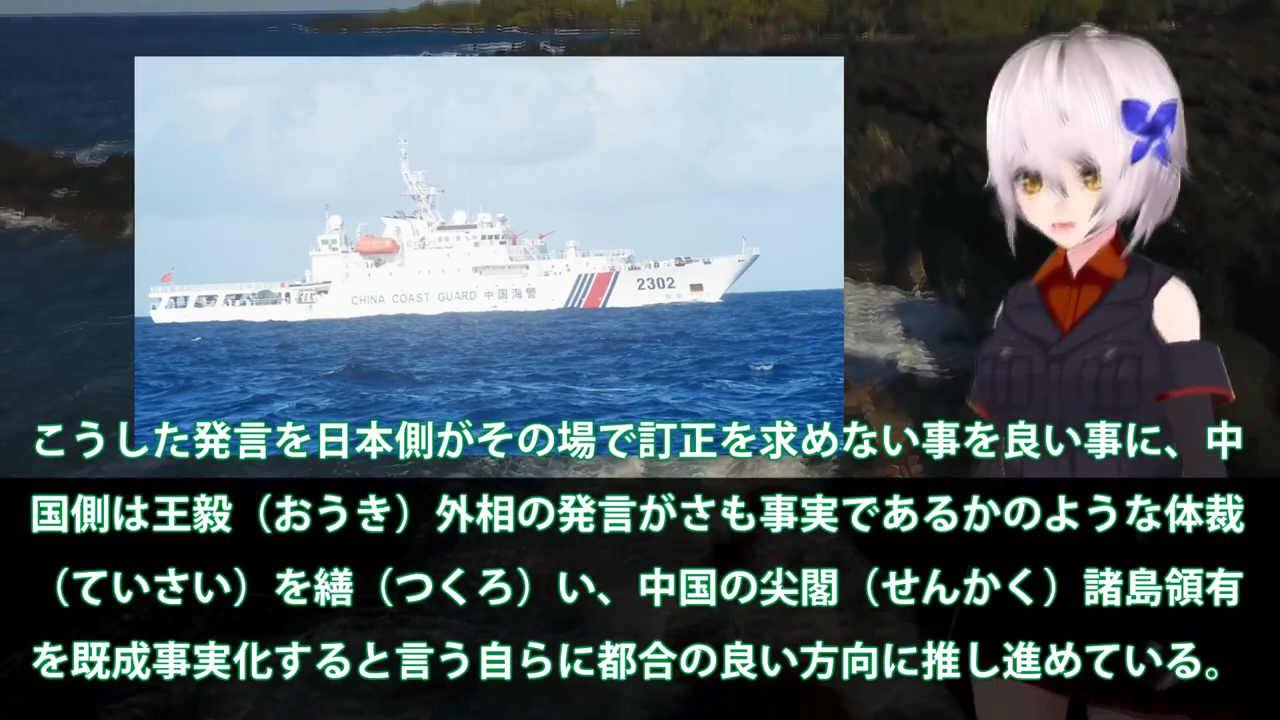 CHINA COAST GUARD 中国海警
2302
こうした発言を日本側がその場で訂正を求めない事を良い事に、中
国側は王毅（おうき）外相の発言がさも事実であるかのような体裁
（ていさい）を繕（つくろ）い、中国の尖閣（せんかく）諸島領有
を既成事実化すると言う自らに都合の良い方向に推し進めている。